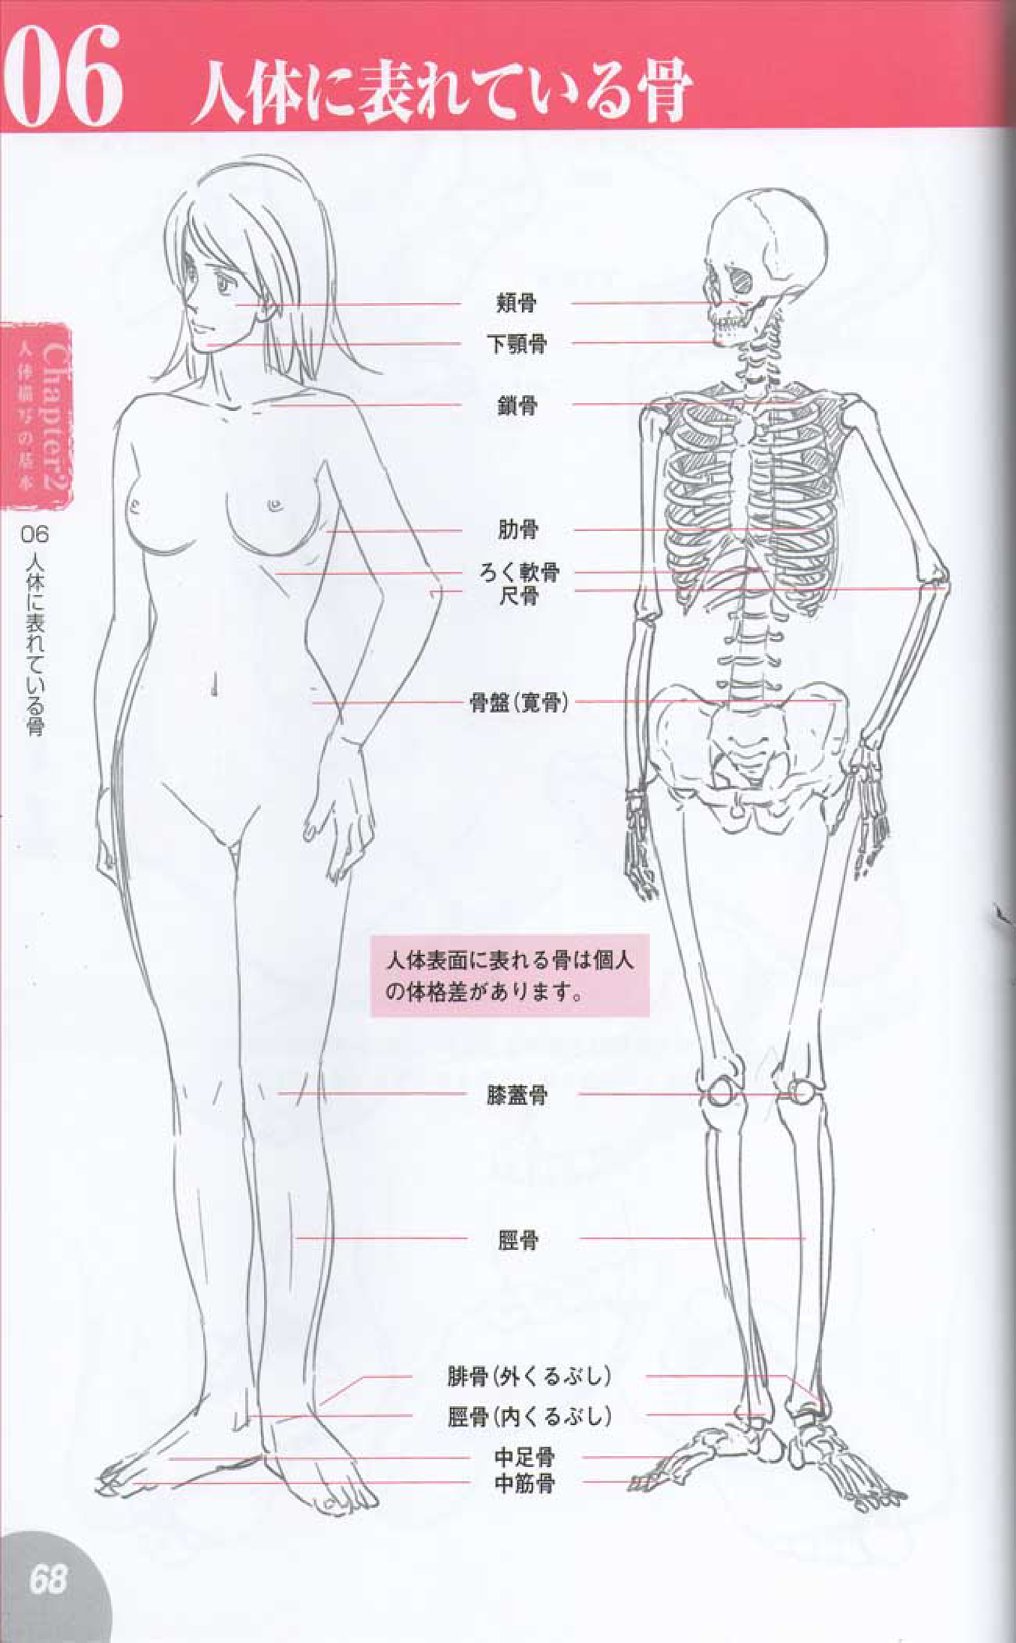 06 人体に表れている骨
Chapter2
人体描写の基本
06 人体に表れている骨
頬骨
下顎骨
鎖骨
肋骨
ろく軟骨
尺骨
骨盤(寛骨)
人体表面に表れる骨は個人
の体格差があります。
膝蓋骨
脛骨
腓骨(外くるぶし)
脛骨(内くるぶし)
中足骨
中筋骨
68